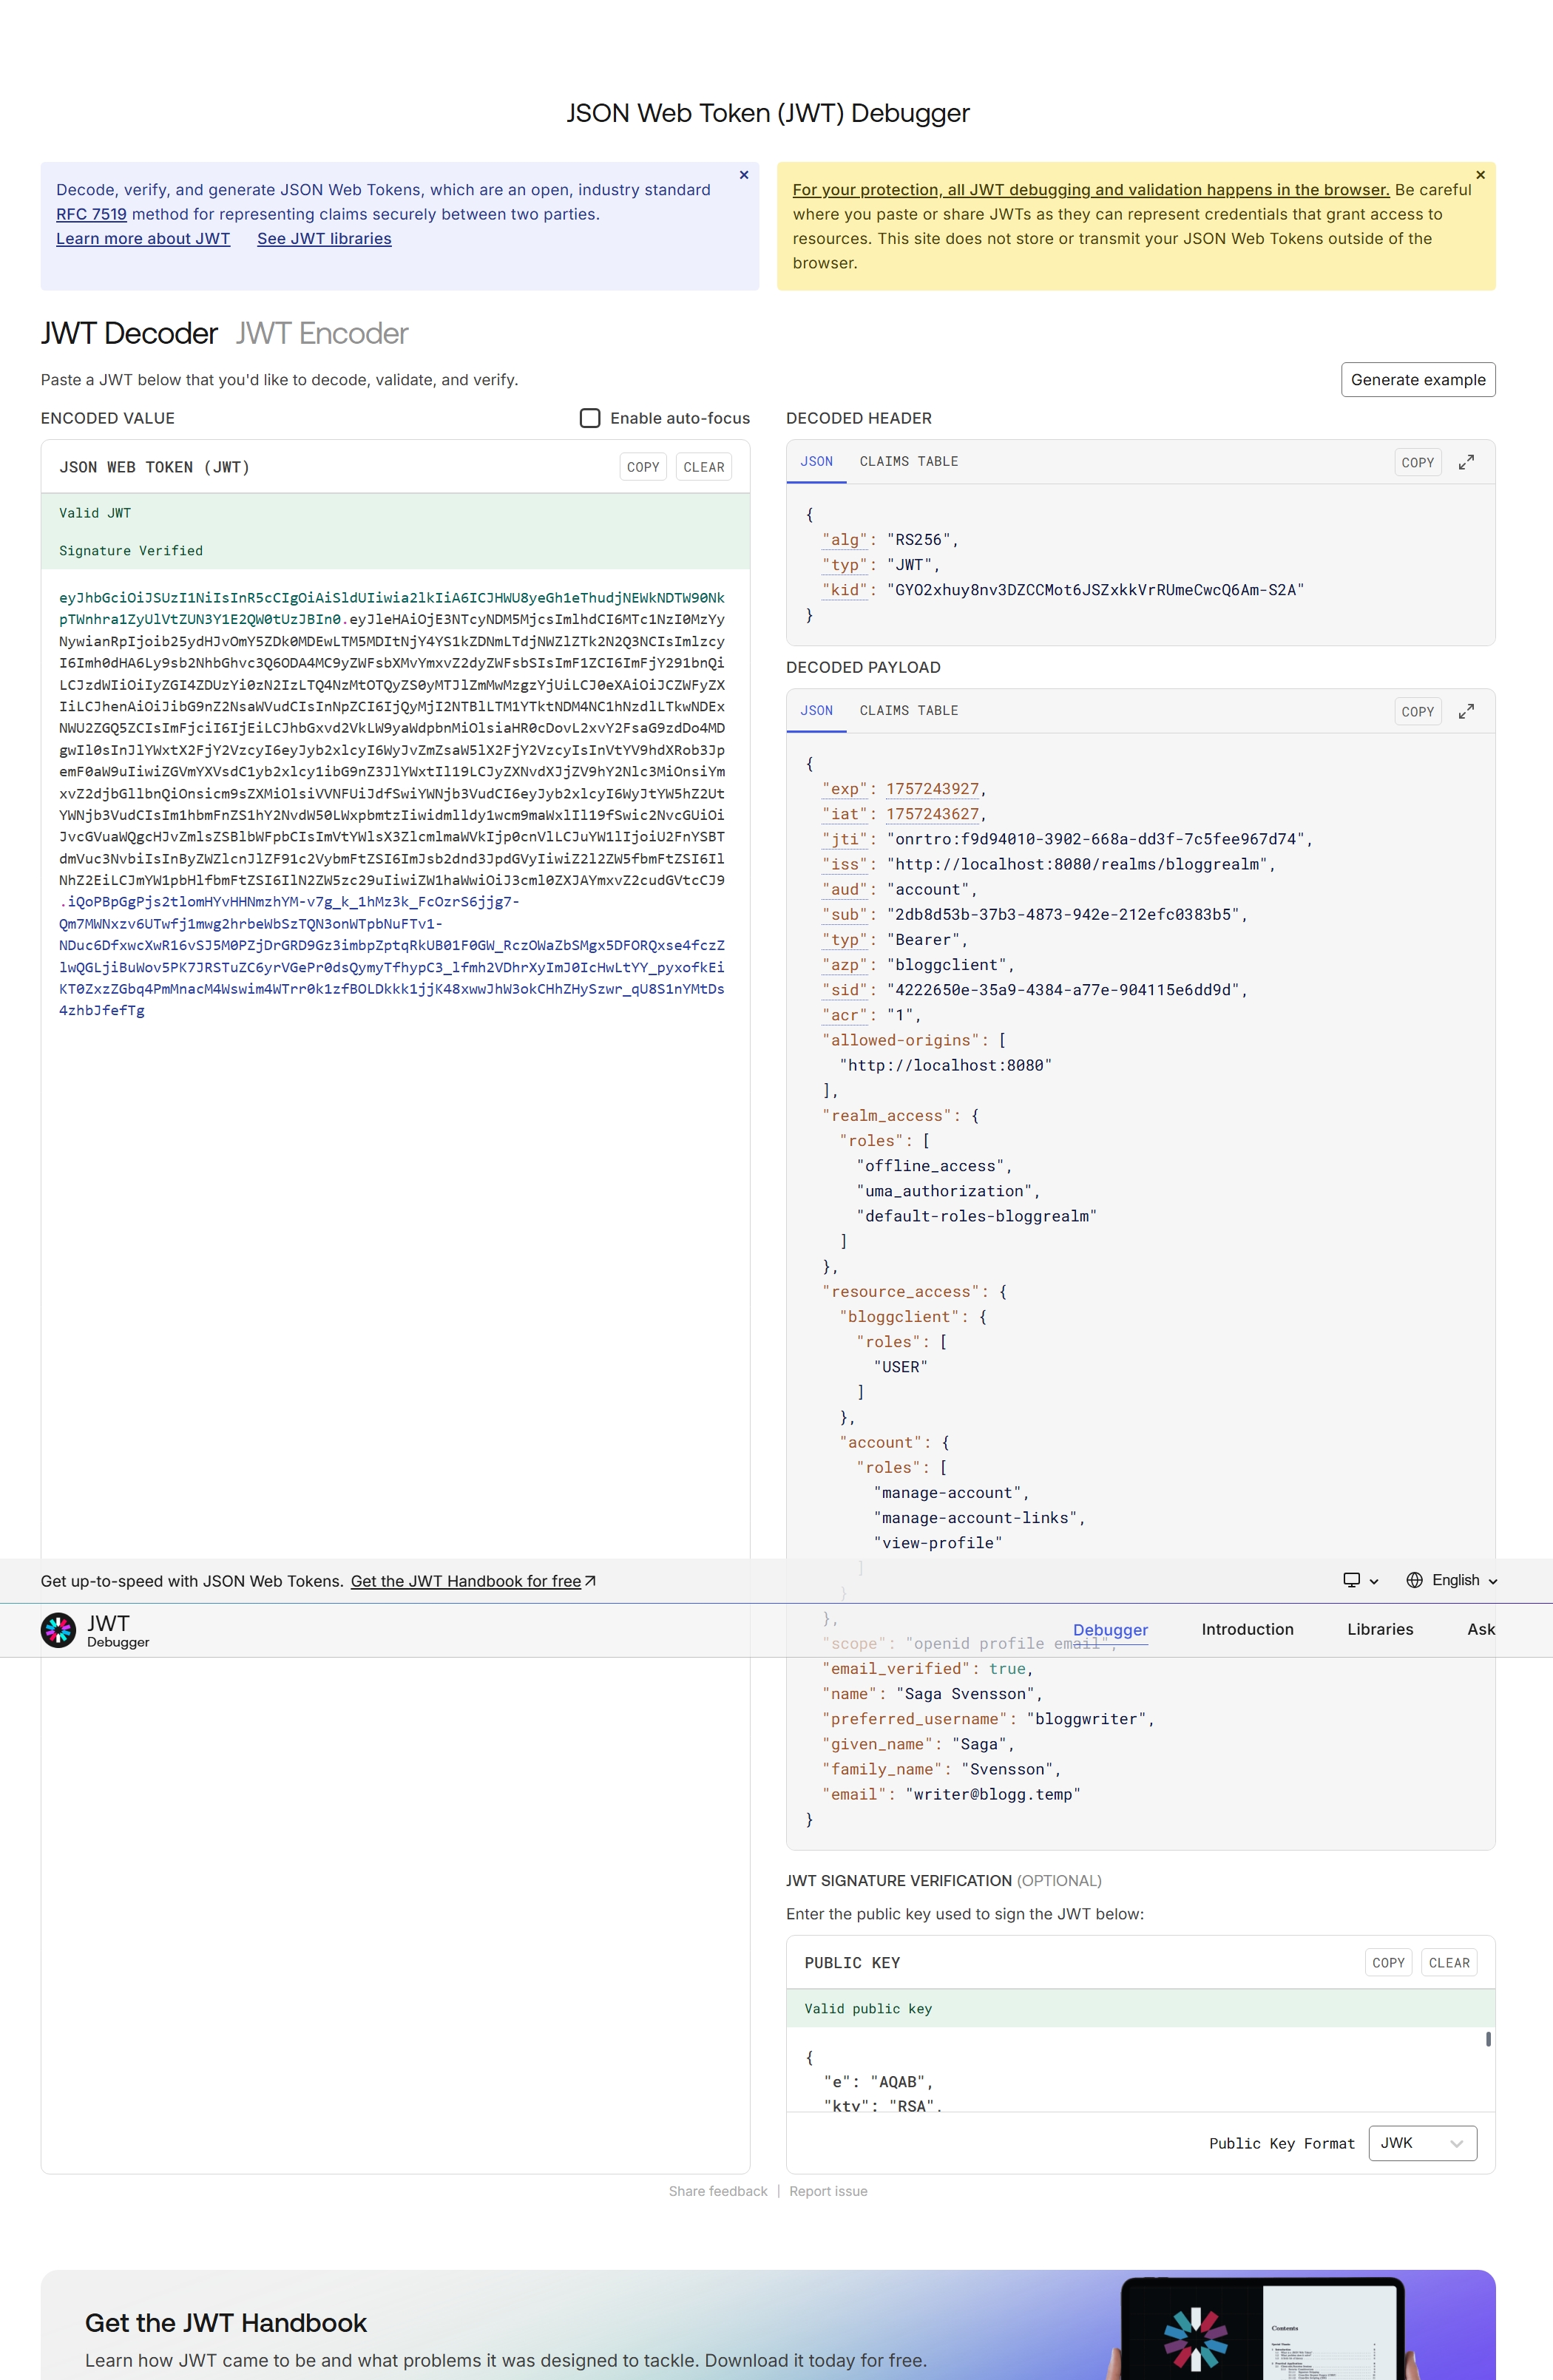 JSON Web Token (JWT) Debugger
Decode, verify, and generate JSON Web Tokens, which are an open, industry standard
RFC 7519 method for representing claims securely between two parties.
Learn more about JWT See JWT libraries
×
For your protection, all JWT debugging and validation happens in the browser. Be careful
where you paste or share JWTs as they can represent credentials that grant access to
resources. This site does not store or transmit your JSON Web Tokens outside of the
browser.
×
JWT Decoder JWT Encoder
Paste a JWT below that you'd like to decode, validate, and verify.
Generate example
ENCODED VALUE
Enable auto-focus
JSON WEB TOKEN (JWT)
COPY CLEAR
Valid JWT
Signature Verified
eyJhbGciOiJSUzI1NiIsInR5cCIgOiAiSldUIiwia2lkIiA6ICJHWU8yeGh1eThudjNEWkNDTW90Nk
pTWnhra1ZyUlVtZUN3Y1E2QW0tUzJBIn0.eyJleHAiOjE3NTcyNDM5MjcsImlhdCI6MTc1NzI0MzYy
NywianRpIjoib25ydHJvOmY5ZDk0MDEwLTM5MDItNjY4YS1kZDNmLTdjNWZlZTk2N2Q3NCIsImlzcy
I6Imh0dHA6Ly9sb2NhbGhvc3Q6ODA4MC9yZWFsbXMvYmxvZ2dyZWFsbSIsImF1ZCI6ImFjY291bnQi
LCJzdWIiOiIyZGI4ZDUzYi0zN2IzLTQ4NzMtOTQyZS0yMTJlZmMwMzgzYjUiLCJ0eXAiOiJCZWFyZX
IiLCJhenAiOiJibG9nZ2NsaWVudCIsInNpZCI6IjQyMjI2NTBlLTM1YTktNDM4NC1hNzdlLTkwNDEx
NWU2ZGQ5ZCIsImFjciI6IjEiLCJhbGxvd2VkLW9yaWdpbnMiOlsiaHR0cDovL2xvY2FsaG9zdDo4MD
gwIl0sInJlYWxtX2FjY2VzcyI6eyJyb2xlcyI6WyJvZmZsaW5lX2FjY2VzcyIsInVtYV9hdXRob3Jp
emF0aW9uIiwiZGVmYXVsdC1yb2xlcy1ibG9nZ3JlYWxtIl19LCJyZXNvdXJjZV9hY2Nlc3MiOnsiYm
xvZ2djbGllbnQiOnsicm9sZXMiOlsiVVNFUiJdfSwiYWNjb3VudCI6eyJyb2xlcyI6WyJtYW5hZ2Ut
YWNjb3VudCIsIm1hbmFnZS1hY2NvdW50LWxpbmtzIiwidmlldy1wcm9maWxlIl19fSwic2NvcGUiOi
JvcGVuaWQgcHJvZmlsZSBlbWFpbCIsImVtYWlsX3ZlcmlmaWVkIjp0cnVlLCJuYW1lIjoiU2FnYSBT
dmVuc3NvbiIsInByZWZlcnJlZF91c2VybmFtZSI6ImJsb2dnd3JpdGVyIiwiZ2l2ZW5fbmFtZSI6Il
NhZ2EiLCJmYW1pbHlfbmFtZSI6IlN2ZW5zc29uIiwiZW1haWwiOiJ3cml0ZXJAYmxvZ2cudGVtcCJ9
.iQoPBpGgPjs2tlomHYvHHNmzhYM-v7g_k_1hMz3k_FcOzrS6jjg7-
Qm7MWNxzv6UTwfj1mwg2hrbeWbSzTQN3onWTpbNuFTv1-
NDuc6DfxwcXwR16vSJ5M0PZjDrGRD9Gz3imbpZptqRkUB01F0GW_RczOWaZbSMgx5DFORQxse4fczZ
lwQGLjiBuWov5PK7JRSTuZC6yrVGePr0dsQymyTfhypC3_lfmh2VDhrXyImJ0IcHwLtYY_pyxofkEi
KT0ZxzZGbq4PmMnacM4Wswim4WTrr0k1zfBOLDkkk1jjK48xwwJhW3okCHhZHySzwr_qU8S1nYMtDs
4zhbJfefTg
DECODED HEADER
JSON CLAIMS TABLE
COPY
{
"alg": "RS256",
"typ": "JWT",
"kid": "GYO2xhuy8nv3DZCCMot6JSZxkkVrRUmeCwcQ6Am-S2A"
}
DECODED PAYLOAD
JSON CLAIMS TABLE
COPY
{
"exp": 1757243927,
"iat": 1757243627,
"jti": "onrtro:f9d94010-3902-668a-dd3f-7c5fee967d74",
"iss": "http://localhost:8080/realms/bloggrealm",
"aud": "account",
"sub": "2db8d53b-37b3-4873-942e-212efc0383b5",
"typ": "Bearer",
"azp": "bloggclient",
"sid": "4222650e-35a9-4384-a77e-904115e6dd9d",
"acr": "1",
"allowed-origins": [
"http://localhost:8080"
],
"realm_access": {
"roles": [
"offline_access",
"uma_authorization",
"default-roles-bloggrealm"
]
},
"resource_access": {
"bloggclient": {
"roles": [
"USER"
]
},
"account": {
"roles": [
"manage-account",
"manage-account-links",
"view-profile"
]
}
},
"scope": "openid profile email",
"email_verified": true,
"name": "Saga Svensson",
"preferred_username": "bloggwriter",
"given_name": "Saga",
"family_name": "Svensson",
"email": "writer@blogg.temp"
}
Get up-to-speed with JSON Web Tokens. Get the JWT Handbook for free
English
JWT
Debugger
Debugger Introduction Libraries Ask
JWT SIGNATURE VERIFICATION (OPTIONAL)
Enter the public key used to sign the JWT below:
PUBLIC KEY
COPY CLEAR
Valid public key
{
"e": "AQAB",
"kty": "RSA",
Public Key Format JWK
Share feedback | Report issue
Get the JWT Handbook
Learn how JWT came to be and what problems it was designed to tackle. Download it today for free.
Contents